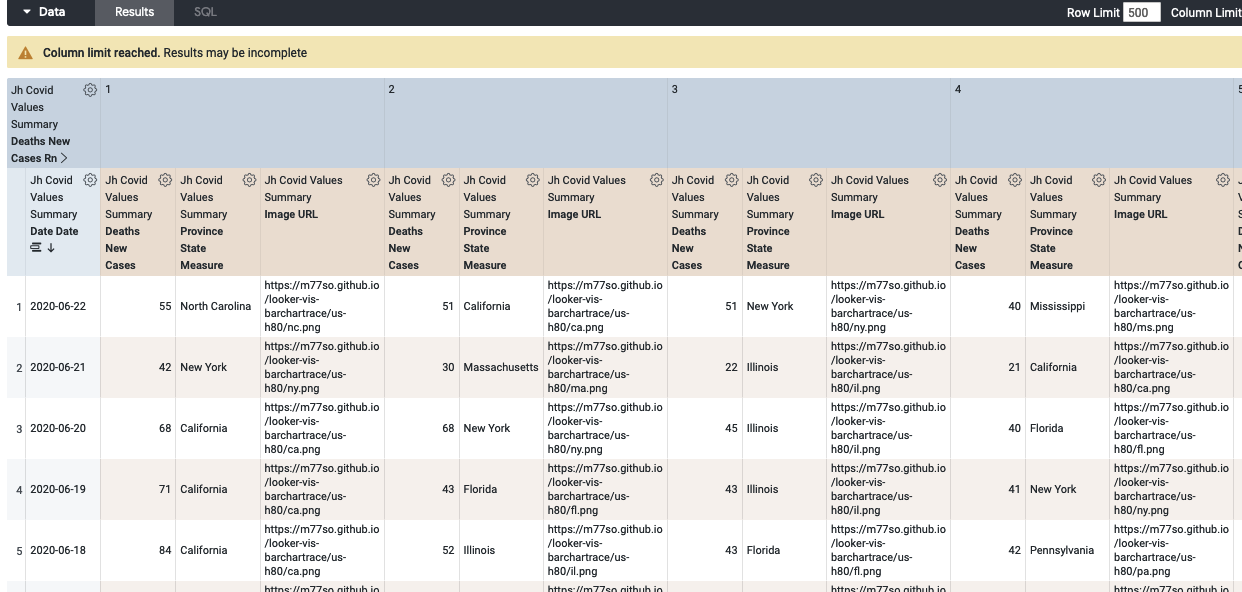 Data Results SQL Row Limit 500 Column Limit
Column limit reached. Results may be incomplete
Jh Covid Values Summary Deaths New Cases Rn 1 2 3 4 5
Jh Covid Values Summary Date Date
Jh Covid Values Summary Deaths New Cases
Jh Covid Values Summary Province State Measure
Jh Covid Values Summary Image URL
Jh Covid Values Summary Deaths New Cases
Jh Covid Values Summary Province State Measure
Jh Covid Values Summary Image URL
Jh Covid Values Summary Deaths New Cases
Jh Covid Values Summary Province State Measure
Jh Covid Values Summary Image URL
Jh Covid Values Summary Deaths New Cases
Jh Covid Values Summary Province State Measure
Jh Covid Values Summary Image URL
1 2020-06-22 55 North Carolina https://m77so.github.io/looker-vis-barchartrace/us-h80/nc.png 51 California https://m77so.github.io/looker-vis-barchartrace/us-h80/ca.png 51 New York https://m77so.github.io/looker-vis-barchartrace/us-h80/ny.png 40 Mississippi https://m77so.github.io/looker-vis-barchartrace/us-h80/ms.png
2 2020-06-21 42 New York https://m77so.github.io/looker-vis-barchartrace/us-h80/ny.png 30 Massachusetts https://m77so.github.io/looker-vis-barchartrace/us-h80/ma.png 22 Illinois https://m77so.github.io/looker-vis-barchartrace/us-h80/il.png 21 California https://m77so.github.io/looker-vis-barchartrace/us-h80/ca.png
3 2020-06-20 68 California https://m77so.github.io/looker-vis-barchartrace/us-h80/ca.png 68 New York https://m77so.github.io/looker-vis-barchartrace/us-h80/ny.png 45 Illinois https://m77so.github.io/looker-vis-barchartrace/us-h80/il.png 40 Florida https://m77so.github.io/looker-vis-barchartrace/us-h80/fl.png
4 2020-06-19 71 California https://m77so.github.io/looker-vis-barchartrace/us-h80/ca.png 43 Florida https://m77so.github.io/looker-vis-barchartrace/us-h80/fl.png 43 Illinois https://m77so.github.io/looker-vis-barchartrace/us-h80/il.png 41 New York https://m77so.github.io/looker-vis-barchartrace/us-h80/ny.png
5 2020-06-18 84 California https://m77so.github.io/looker-vis-barchartrace/us-h80/ca.png 52 Illinois https://m77so.github.io/looker-vis-barchartrace/us-h80/il.png 43 Florida https://m77so.github.io/looker-vis-barchartrace/us-h80/fl.png 42 Pennsylvania https://m77so.github.io/looker-vis-barchartrace/us-h80/pa.png
https://m77so.github.io https://m77so.github.io https://m77so.github.io https://m77so.github.io